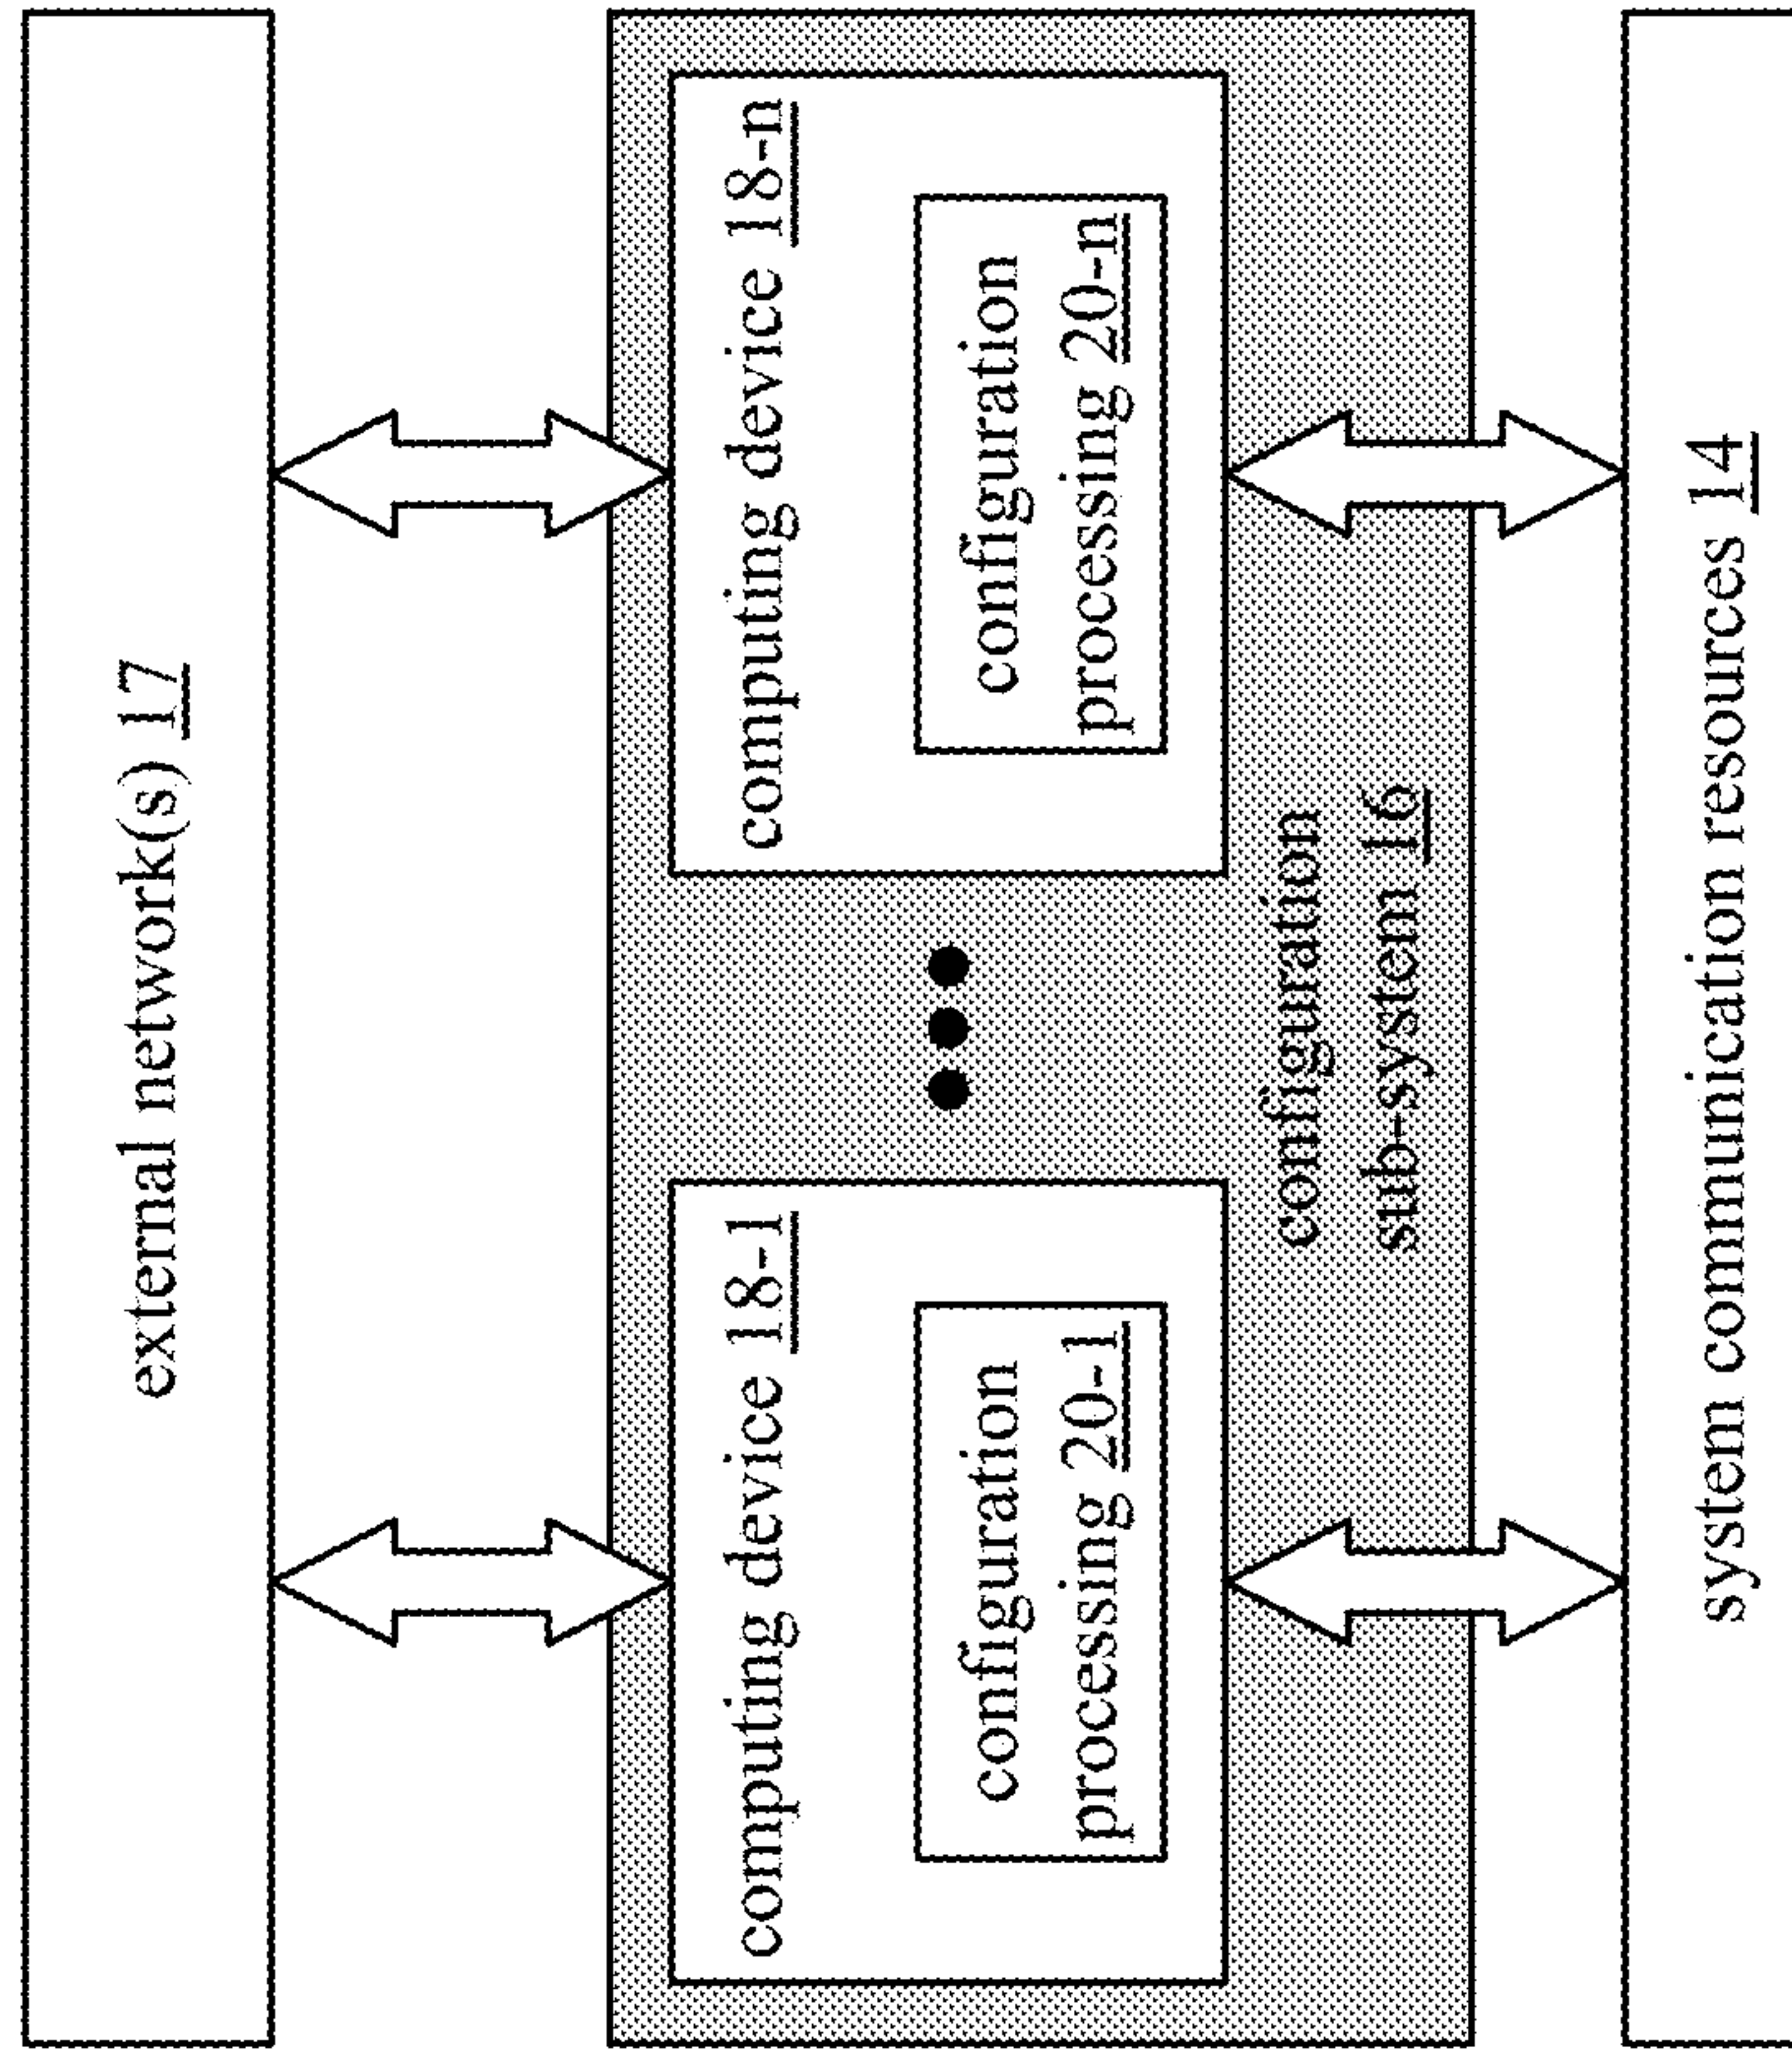 external network(s) 17
computing device 18-1
configuration
processing 20-1
computing device 18-n
configuration
processing 20-n
configuration
sub-system 16
system communication resources 14